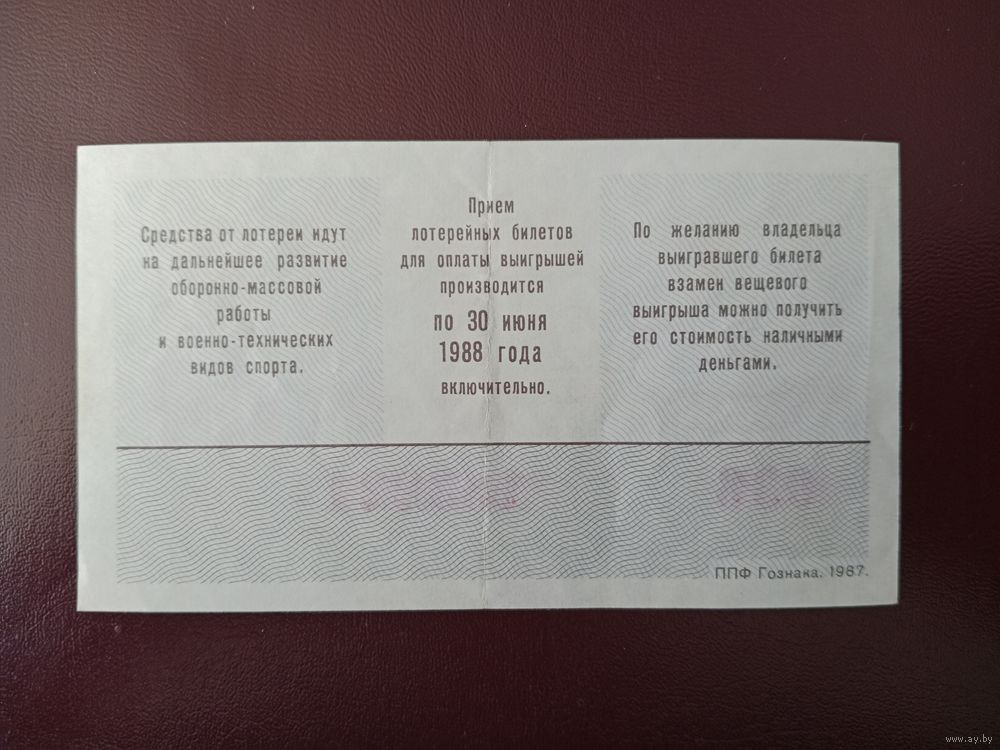 Средства от лотереи идут
на дальнейшее развитие
оборонно-массовой
работы
и военно-технических
видов спорта.
Прием
лотерейных билетов
для оплаты выигрышей
производится
по 30 июня
1988 года
включительно.
По желанию владельца
выигравшего билета
взамен вещевого
выигрыша можно получить
его стоимость наличными
деньгами.
ППФ Гознака. 1987.
www.ay.by